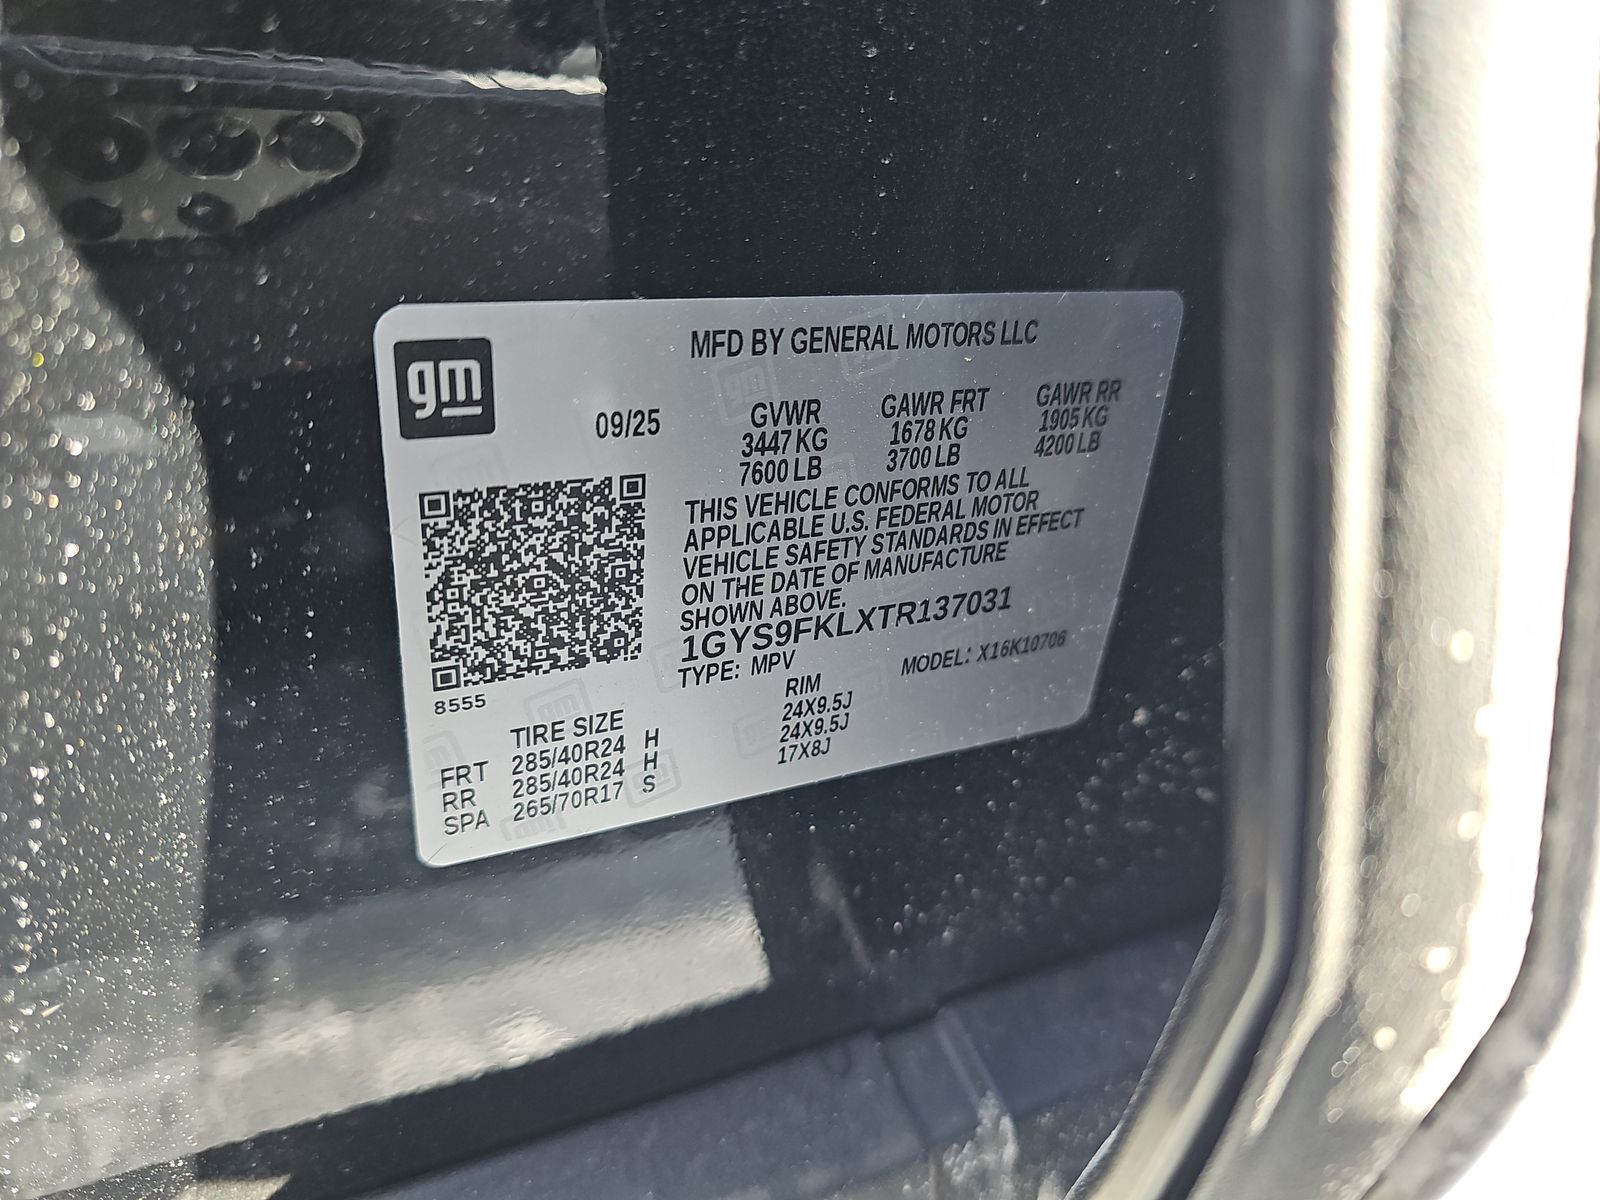 gm
MFD BY GENERAL MOTORS LLC
09/25
GVWR GAWR FRT GAWR RR
3447 KG 1678 KG 1905 KG
7600 LB 3700 LB 4200 LB
THIS VEHICLE CONFORMS TO ALL
APPLICABLE U.S. FEDERAL MOTOR
VEHICLE SAFETY STANDARDS IN EFFECT
ON THE DATE OF MANUFACTURE
SHOWN ABOVE.
1GYS9FKLXTR137031
TYPE: MPV MODEL: X16K10706
8555
TIRE SIZE RIM
FRT 285/40R24 H 24X9.5J
RR 285/40R24 H 24X9.5J
SPA 265/70R17 S 17X8J